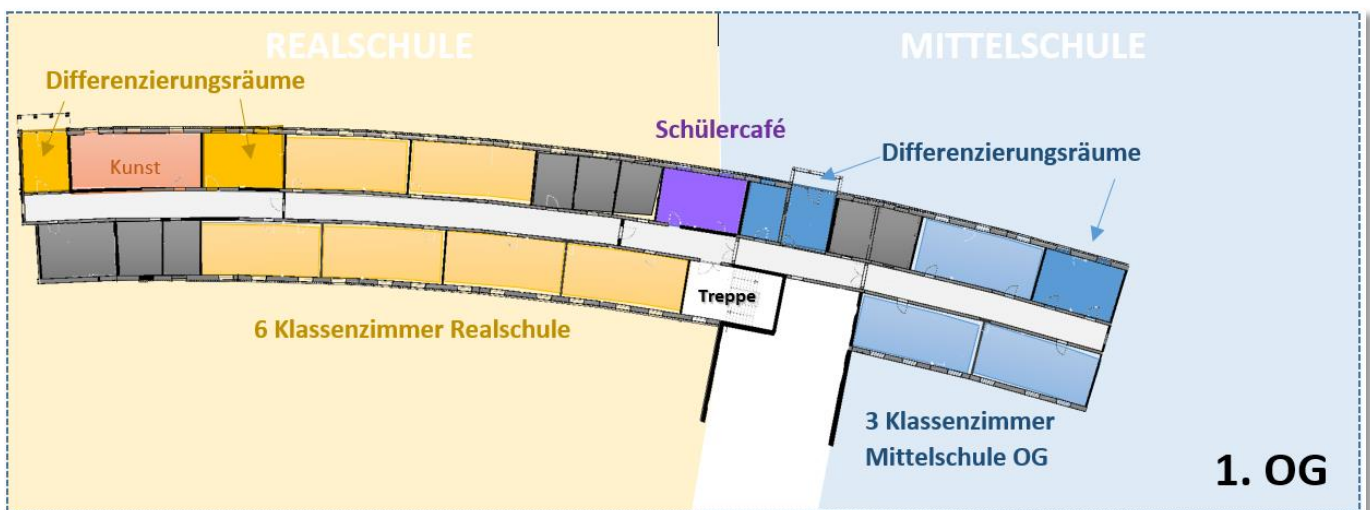 REALSCHULE
MITTELSCHULE
Differenzierungsräume
Kunst
Schülercafé
Differenzierungsräume
Treppe
6 Klassenzimmer Realschule
3 Klassenzimmer
Mittelschule OG
1. OG